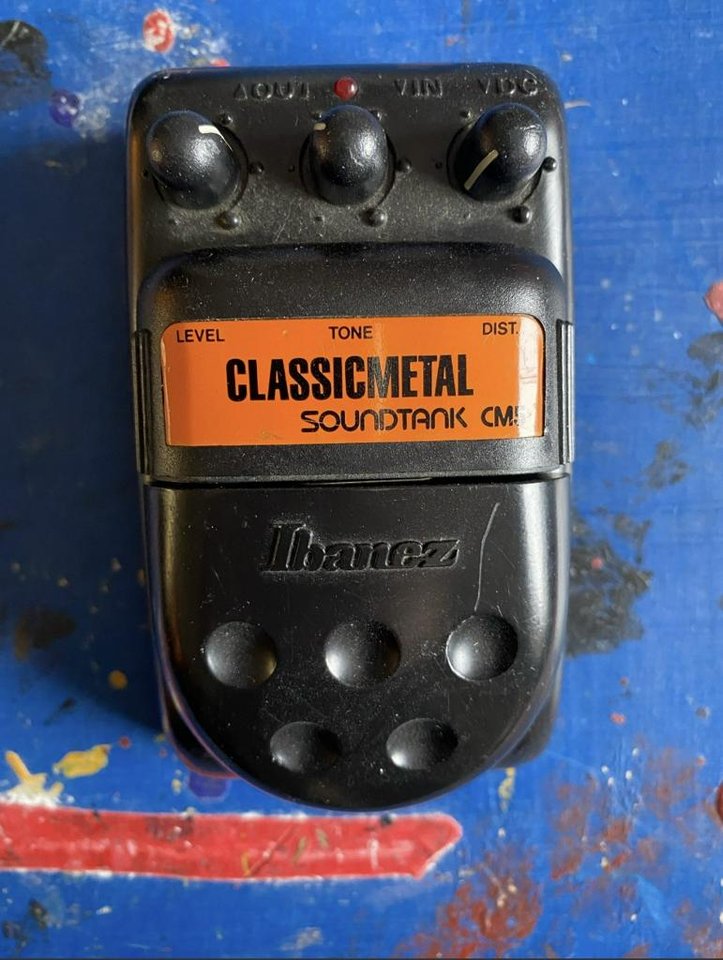 △OUT ▽IN ▽DC
LEVEL TONE DIST.
CLASSICMETAL
SOUNDTANK CM5
Ibanez